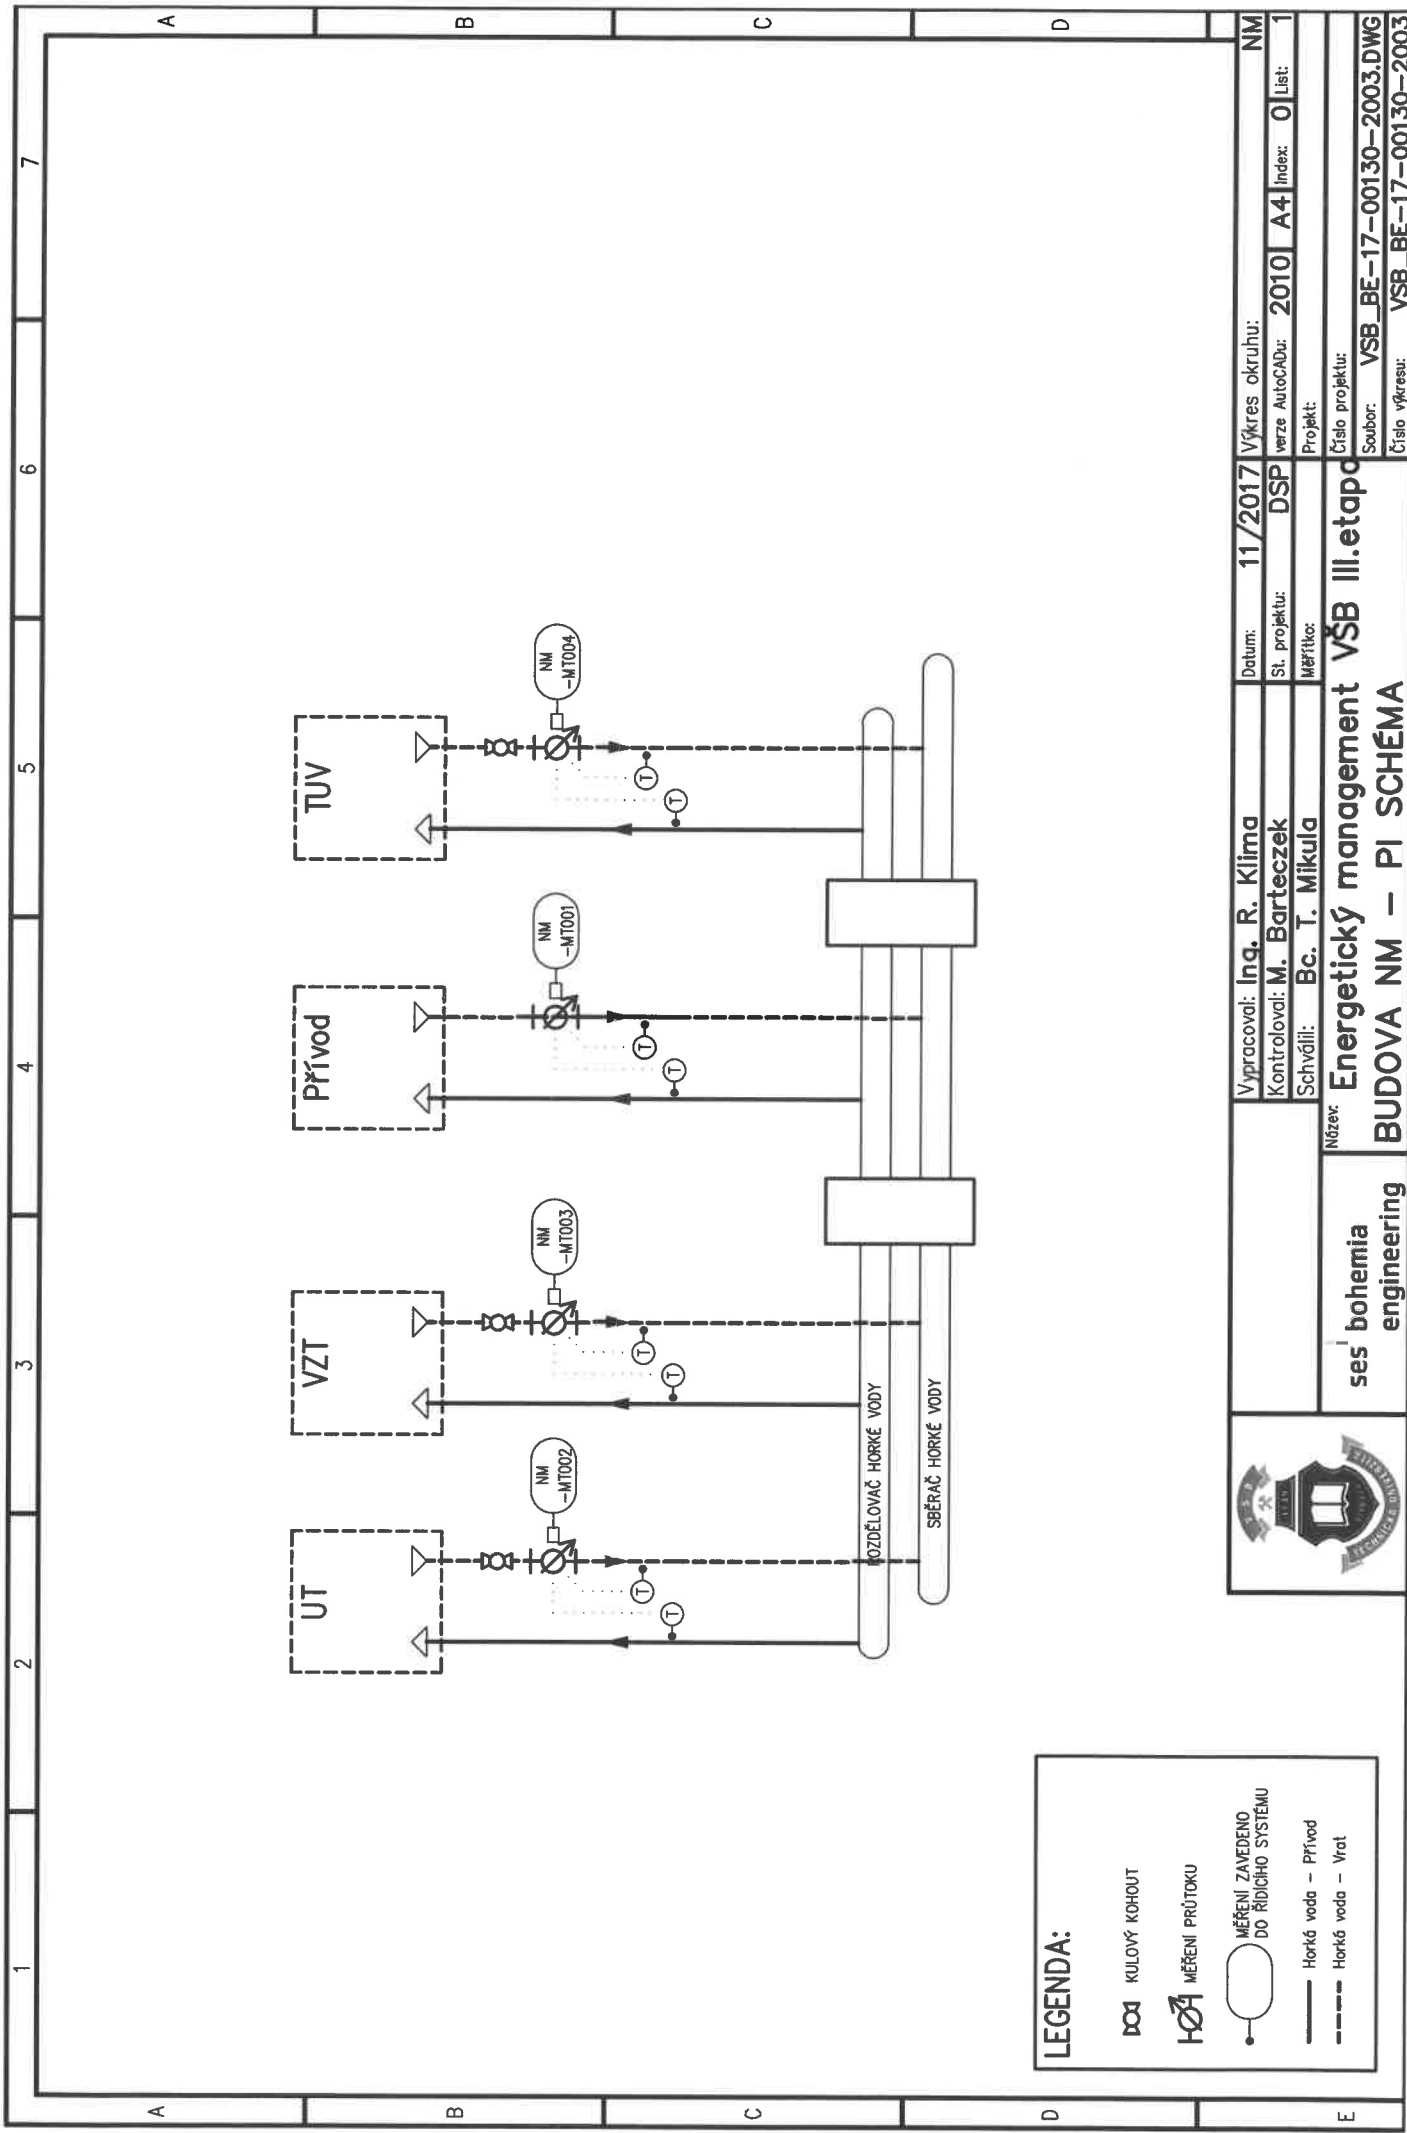 1
2
3
4
5
6
7
A
B
C
D
A
B
C
D
E
UT
VZT
Přívod
TUV
NM
-MT002
NM
-MT003
NM
-MT001
NM
-MT004
T
T
T
T
T
T
T
T
ROZDĚLOVAČ HORKÉ VODY
SBĚRAČ HORKÉ VODY
LEGENDA:
KULOVÝ KOHOUT
MĚŘENÍ PRŮTOKU
MĚŘENÍ ZAVEDENO
DO ŘÍDÍCÍHO SYSTÉMU
Horká voda – Přívod
Horká voda – Vrat
ses bohemia
engineering
Vypracoval: Ing. R. Klima
Kontroloval: M. Barteczek
Schválil: Bc. T. Mikula
Datum: 11/2017
St. projektu: DSP
Měřítko:
Výkres okruhu: NM
verze AutoCADu: 2010 A4 Index: 0 List: 1
Projekt:
Číslo projektu:
Soubor: VSB_BE-17-00130-2003.DWG
Číslo výkresu: VSB_BE-17-00130-2003
Název: Energetický management VŠB III.etapa
BUDOVA NM – PI SCHÉMA